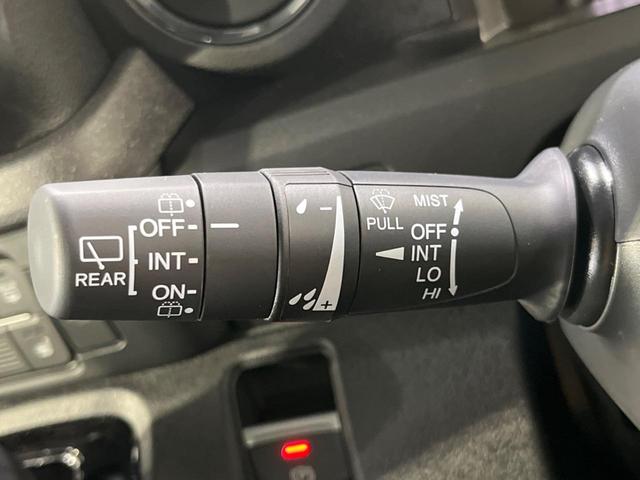 REAR
OFF
INT
ON
−
+
PULL
MIST
OFF
INT
LO
HI